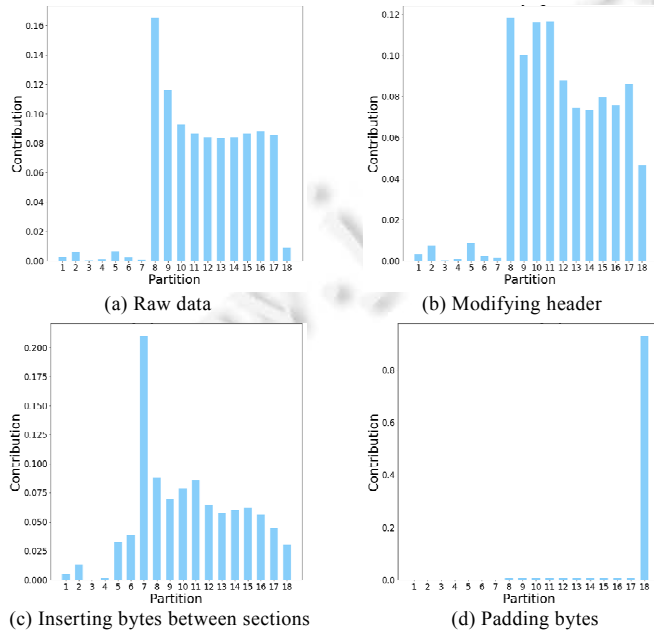 0.16
0.14
0.12
0.10
0.08
0.06
0.04
0.02
0.00
Contribution
1 2 3 4 5 6 7 8 9 10 11 12 13 14 15 16 17 18
Partition
(a) Raw data
0.12
0.10
0.08
0.06
0.04
0.02
0.00
Contribution
1 2 3 4 5 6 7 8 9 10 11 12 13 14 15 16 17 18
Partition
(b) Modifying header
0.200
0.175
0.150
0.125
0.100
0.075
0.050
0.025
0.000
Contribution
1 2 3 4 5 6 7 8 9 10 11 12 13 14 15 16 17 18
Partition
(c) Inserting bytes between sections
0.8
0.6
0.4
0.2
0.0
Contribution
1 2 3 4 5 6 7 8 9 10 11 12 13 14 15 16 17 18
Partition
(d) Padding bytes